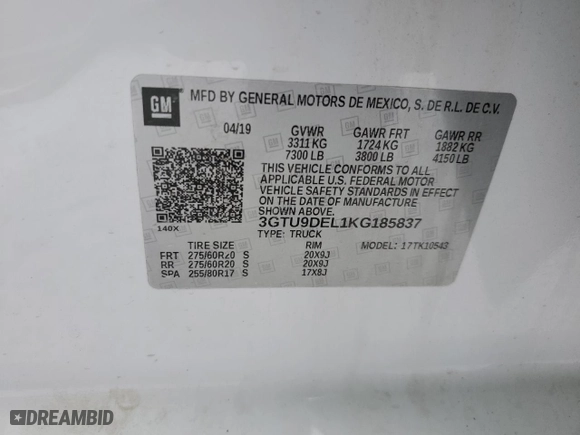 GM MFD BY GENERAL MOTORS DE MEXICO, S. DE R.L. DE C.V.
04/19 GVWR GAWR FRT GAWR RR
3311 KG 1724 KG 1882 KG
7300 LB 3800 LB 4150 LB
THIS VEHICLE CONFORMS TO ALL
APPLICABLE U.S. FEDERAL MOTOR
VEHICLE SAFETY STANDARDS IN EFFECT
ON THE DATE OF MANUFACTURE
SHOWN ABOVE.
3GTU9DEL1KG185837
140X TYPE: TRUCK
TIRE SIZE RIM MODEL: 17TK10543
FRT 275/60R20 S 20X9J
RR 275/60R20 S 20X9J
SPA 255/80R17 S 17X8J
DREAMBID